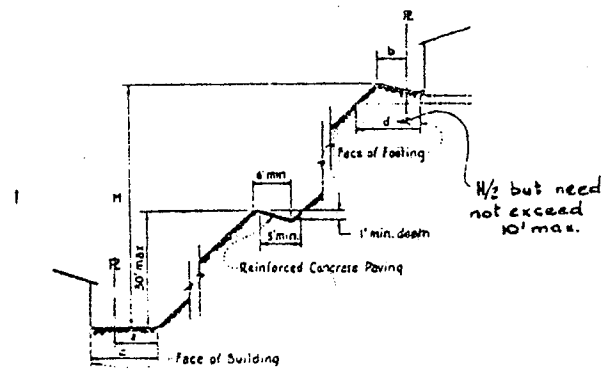 PL
b
d
Face of Footing
H/2 but need
not exceed
10' max.
6' min
H
5' min.
1' min. depth
30' max
Reinforced Concrete Paving
PL
a
c
Face of Building